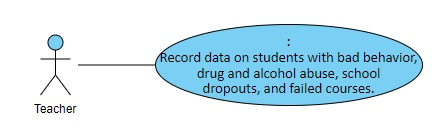 :
Record data on students with bad behavior,
drug and alcohol abuse, school
dropouts, and failed courses.
Teacher